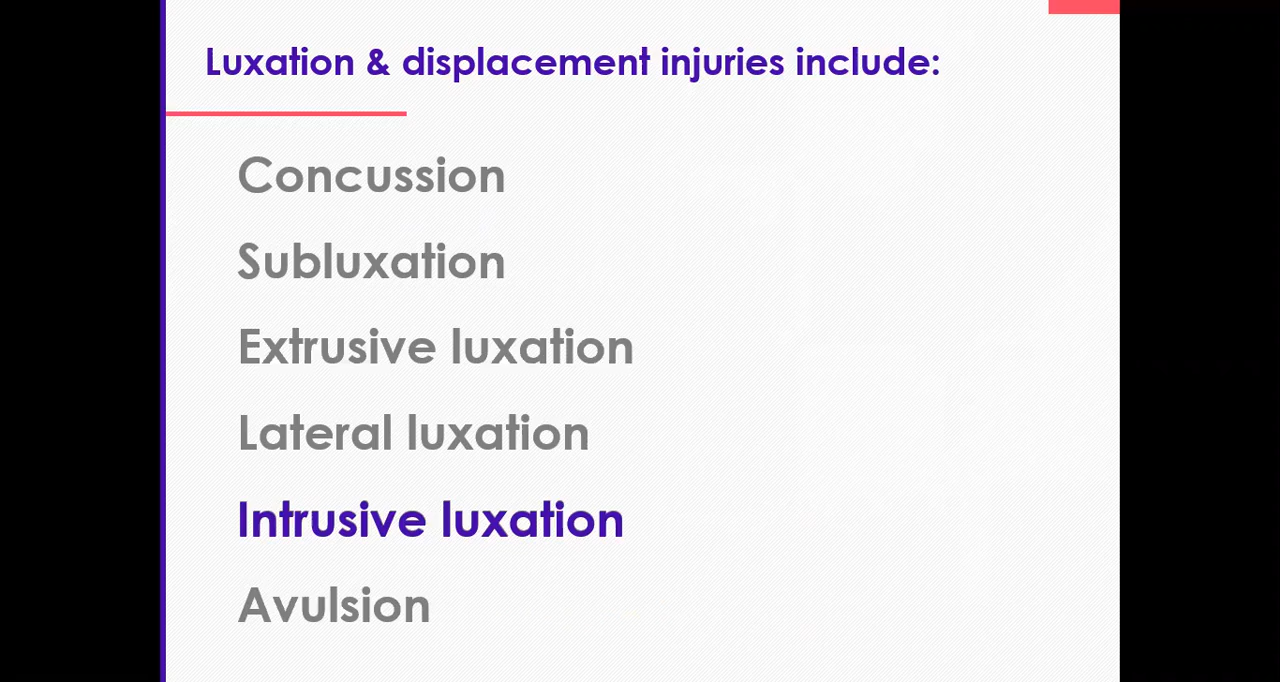 Luxation & displacement injuries include:
Concussion
Subluxation
Extrusive luxation
Lateral luxation
Intrusive luxation
Avulsion